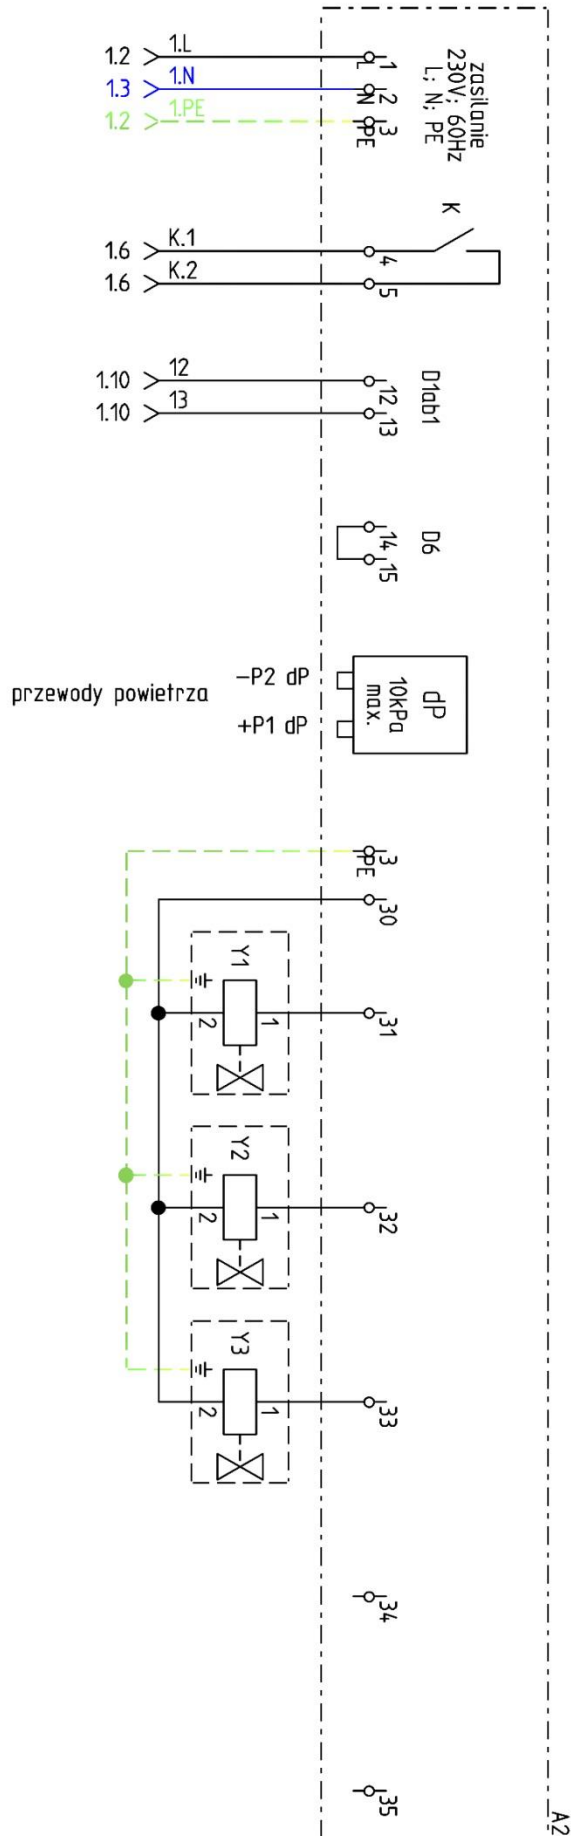 1.2
1.L
1
L
1.3
1.N
2
N
1.2
1.PE
3
PE
zasilanie
230V; 60Hz
L; N; PE
K
1.6
K.1
4
1.6
K.2
5
1.10
12
12
1.10
13
13
D1ab1
14
15
D6
przewody powietrza
-P2 dP
+P1 dP
dP
10kPa
max.
3
PE
30
Y1
2
1
31
Y2
2
1
32
Y3
2
1
33
34
35
A2